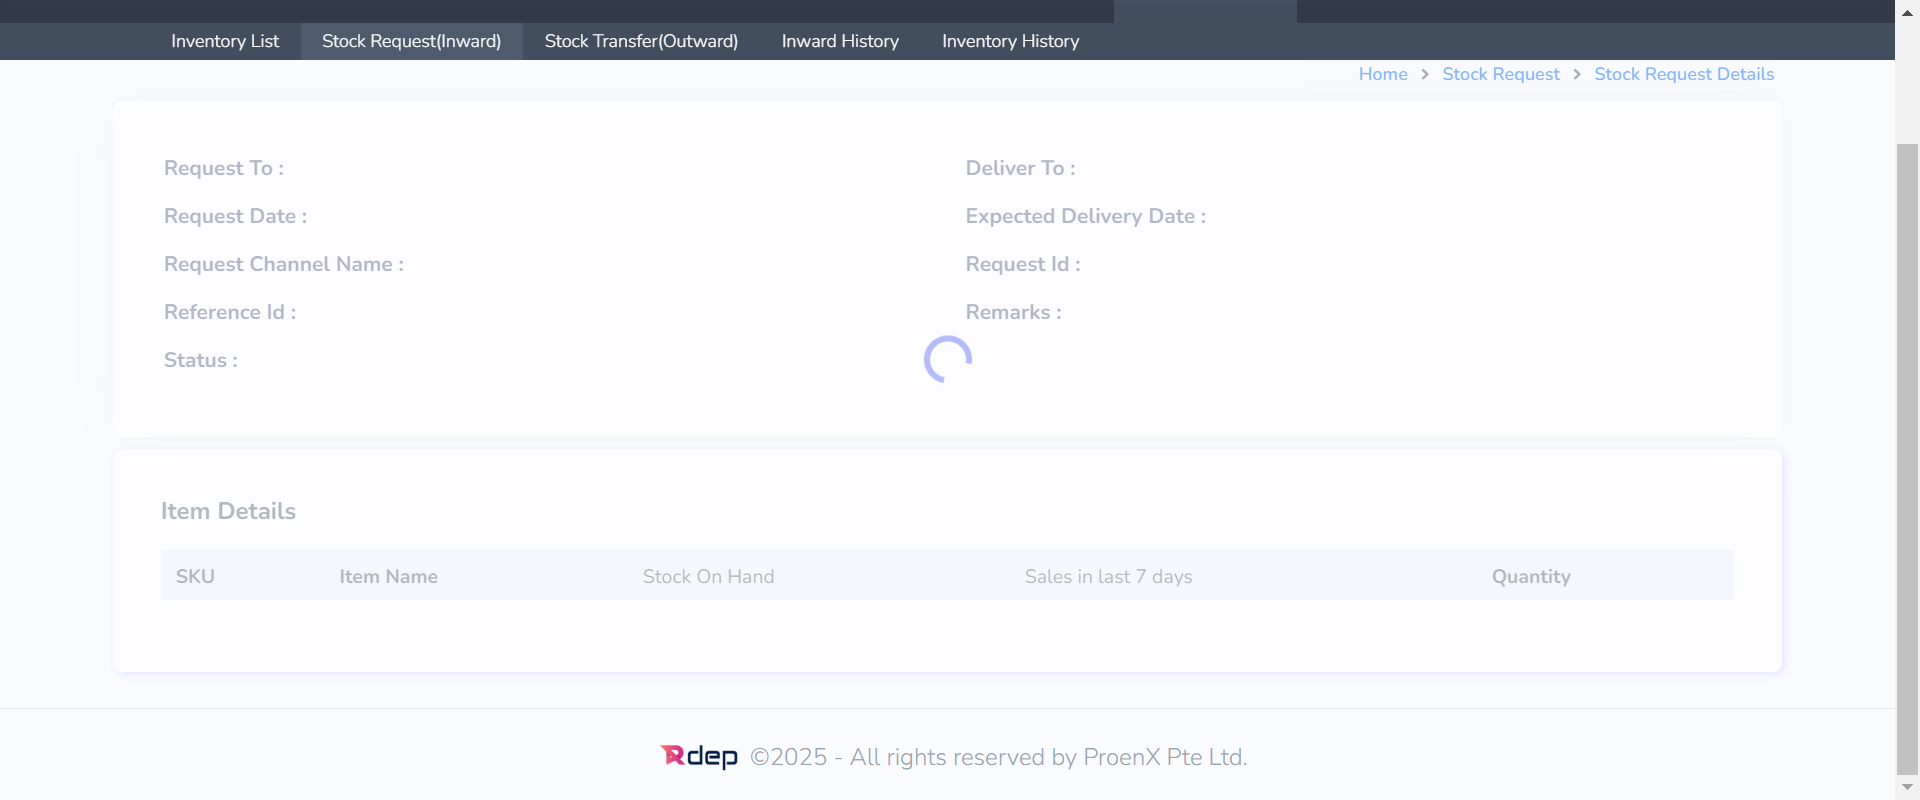 Inventory List Stock Request(Inward) Stock Transfer(Outward) Inward History Inventory History
Home > Stock Request > Stock Request Details
Request To : Deliver To :
Request Date : Expected Delivery Date :
Request Channel Name : Request Id :
Reference Id : Remarks :
Status :
Item Details
SKU Item Name Stock On Hand Sales in last 7 days Quantity
Rdep ©2025 - All rights reserved by ProenX Pte Ltd.